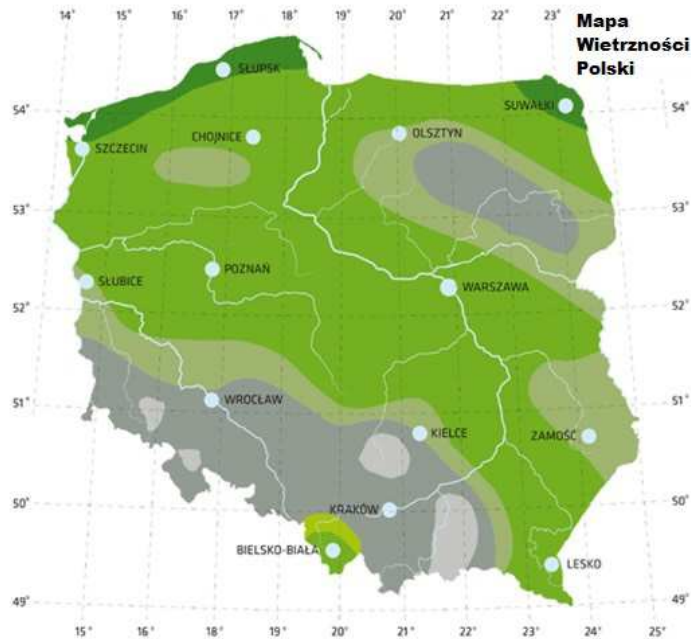 14° 15° 16° 17° 18° 19° 20° 21° 22° 23°
Mapa
Wietrzności
Polski
SŁUPSK
54° SUWAŁKI 54°
CHOJNICE OLSZTYN
SZCZECIN
53° 53°
SŁUBICE POZNAŃ WARSZAWA
52° 52°
WROCŁAW
51° KIELCE ZAMOŚĆ 51°
50° KRAKÓW 50°
BIELSKO-BIAŁA LESKO
49° 49°
15° 16° 17° 18° 19° 20° 21° 22° 23°